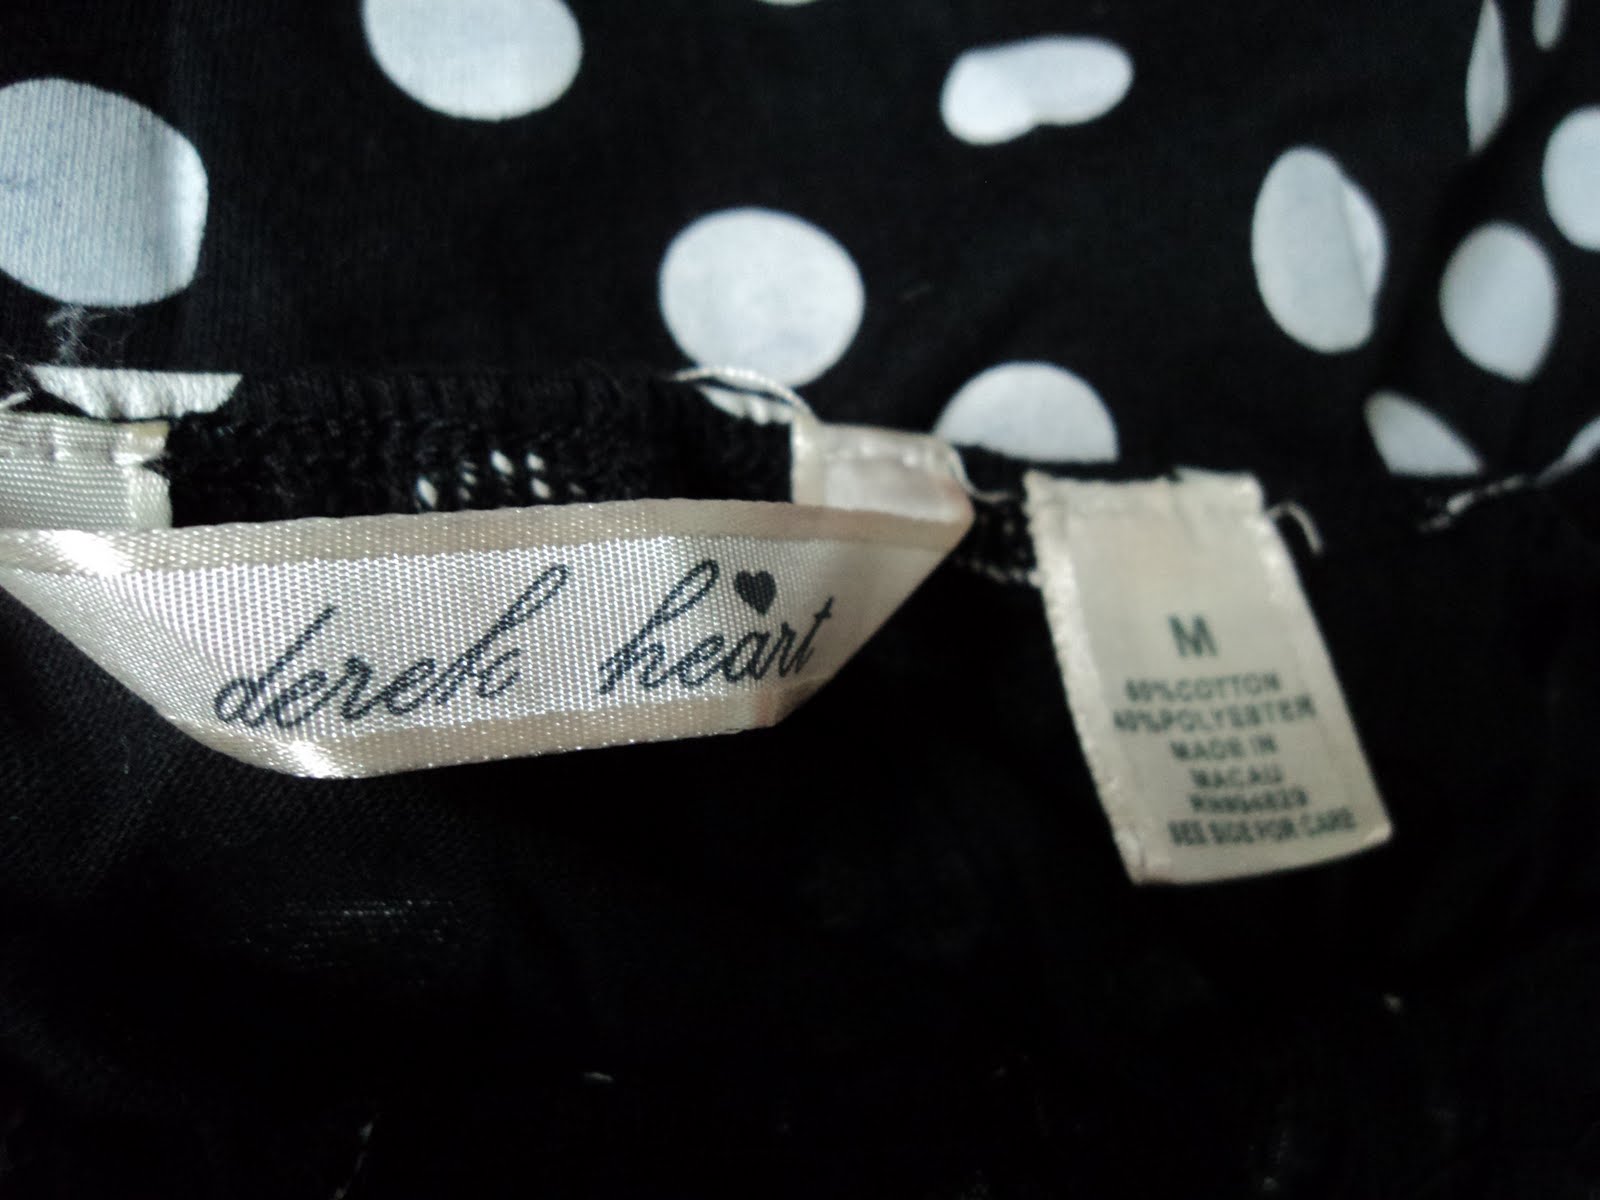 derek heart
M
60%COTTON
40%POLYESTER
MADE IN
MACAU
SEE SIDE FOR CARE